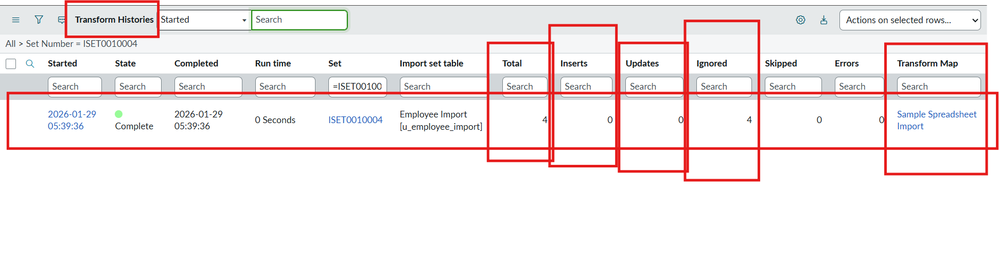 Transform Histories Started Search Actions on selected rows...
All > Set Number = ISET0010004
Started State Completed Run time Set Import set table Total Inserts Updates Ignored Skipped Errors Transform Map
Search Search Search Search =ISET00100 Search Search Search Search Search Search Search Search
2026-01-29 05:39:36 Complete 2026-01-29 05:39:36 0 Seconds ISET0010004 Employee Import [u_employee_import] 4 0 0 4 0 0 Sample Spreadsheet Import